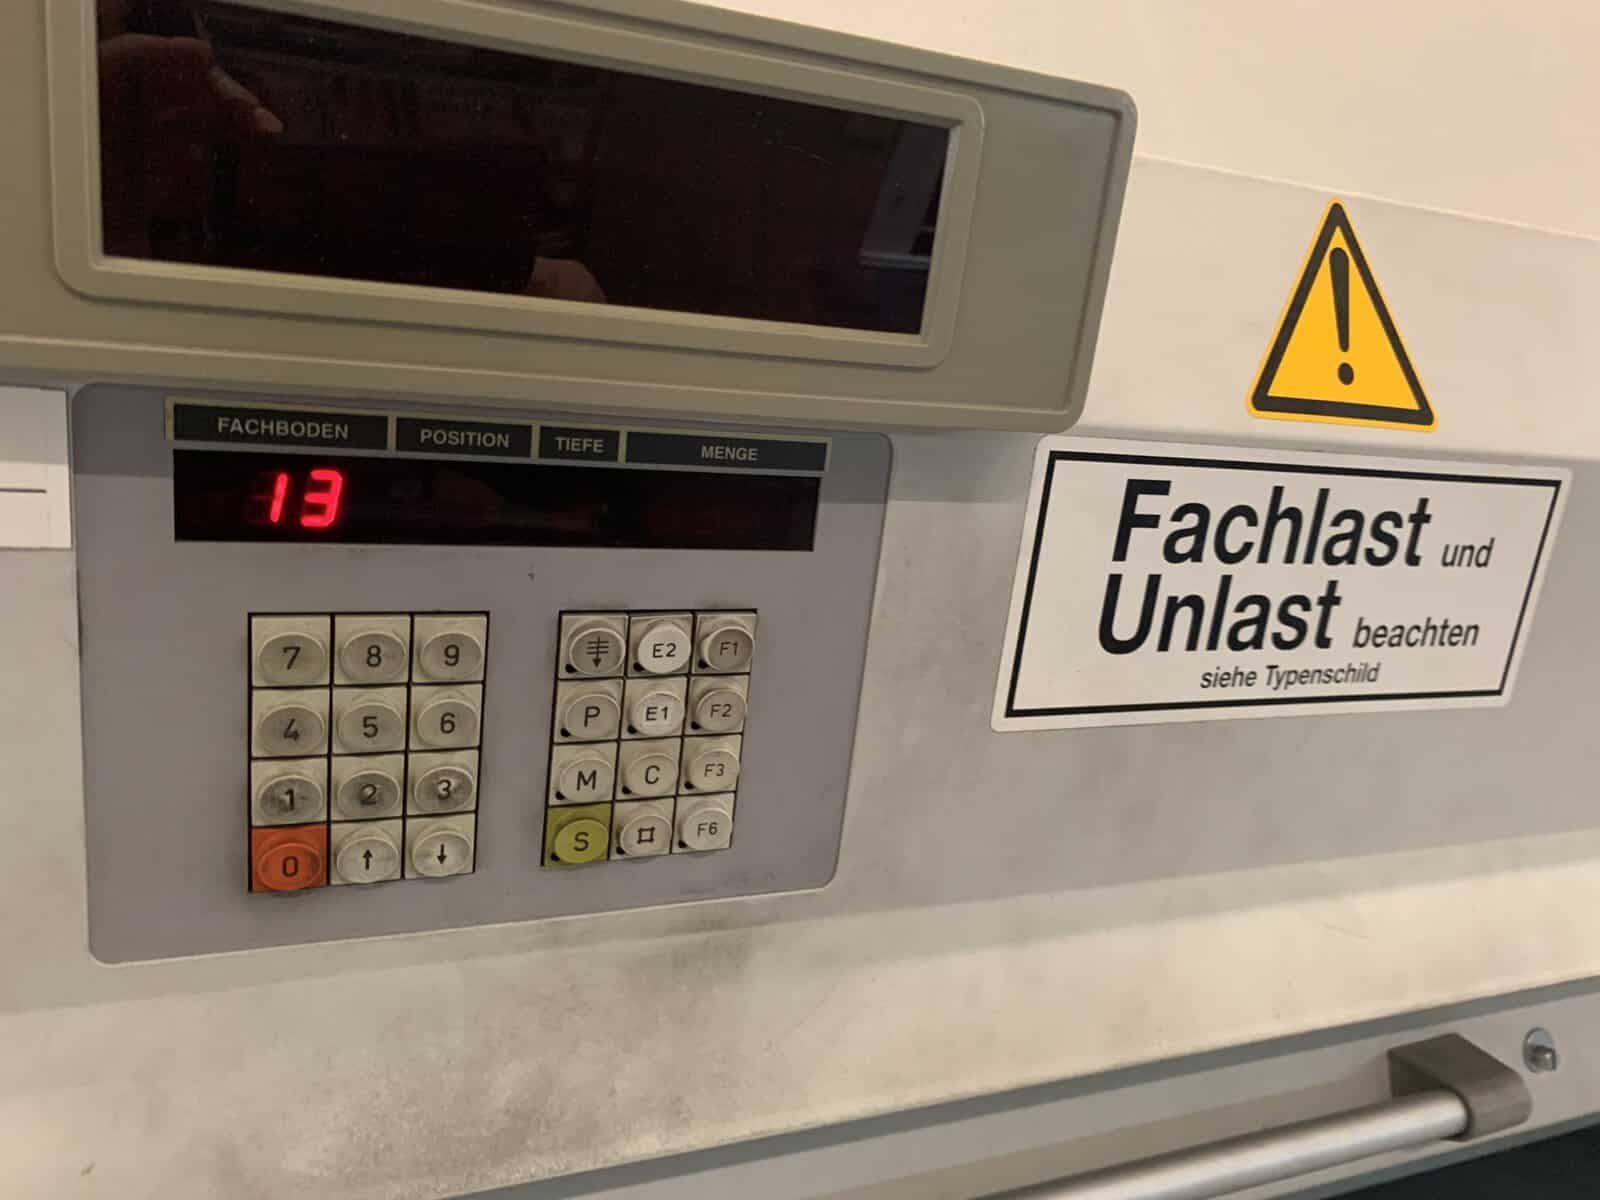 FACHBODEN POSITION TIEFE MENGE
13
7 8 9
4 5 6
1 2 3
0 ↑ ↓
E2 F1
P E1 F2
M C F3
S ⌗ F6
!
Fachlast und
Unlast beachten
siehe Typenschild